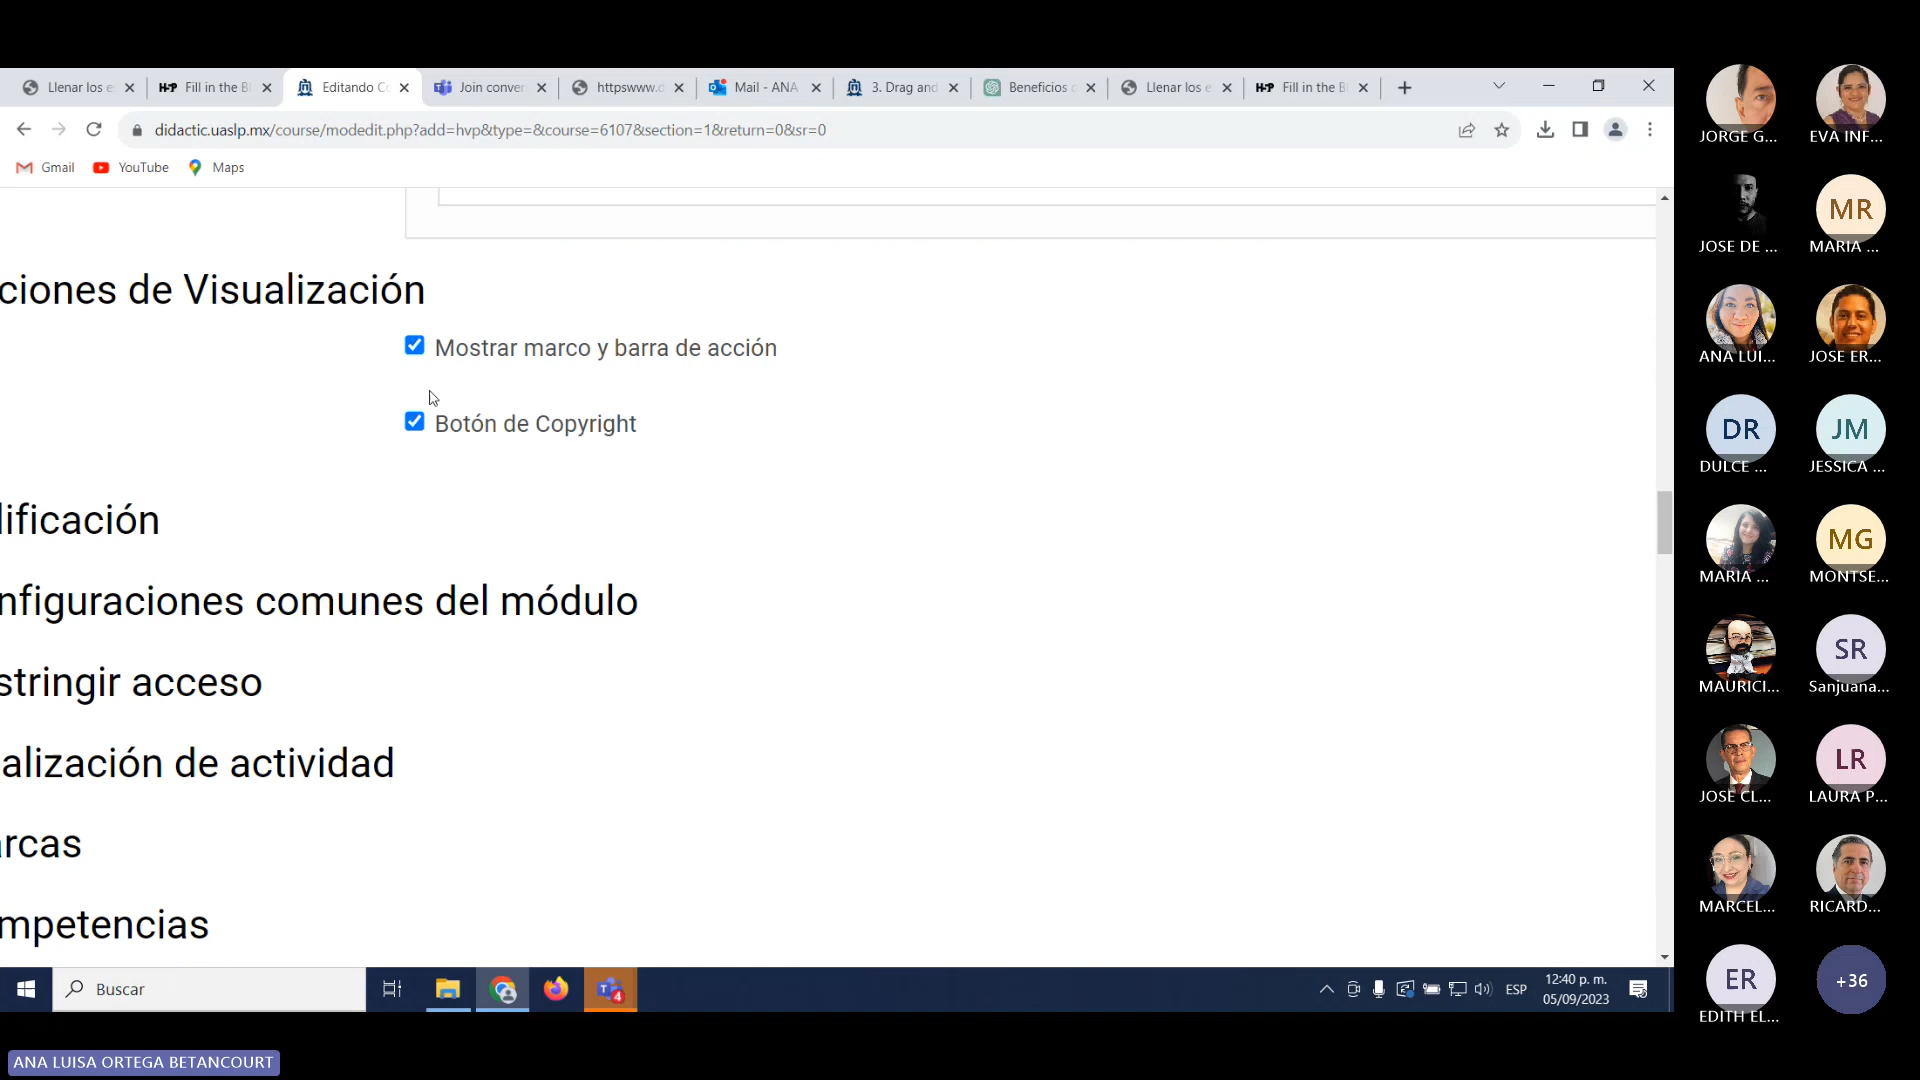 Llenar los e
Fill in the Bl
Editando Co
Join conver
httpswww.d
Mail - ANA
3. Drag and
Beneficios d
Llenar los e
Fill in the Bl
didactic.uaslp.mx/course/modedit.php?add=hvp&type=&course=6107&section=1&return=0&sr=0
Gmail
YouTube
Maps
ciones de Visualización
Mostrar marco y barra de acción
Botón de Copyright
lificación
nfiguraciones comunes del módulo
stringir acceso
alización de actividad
arcas
mpetencias
Buscar
4
ESP
12:40 p. m.
05/09/2023
JORGE G...
EVA INF...
JOSE DE ...
MR
MARIA ...
ANA LUI...
JOSE ER...
DR
DULCE ...
JM
JESSICA ...
MARIA ...
MG
MONTSE...
MAURICI...
SR
Sanjuana...
JOSE CL...
LR
LAURA P...
MARCEL...
RICARD...
ER
EDITH EL...
+36
ANA LUISA ORTEGA BETANCOURT